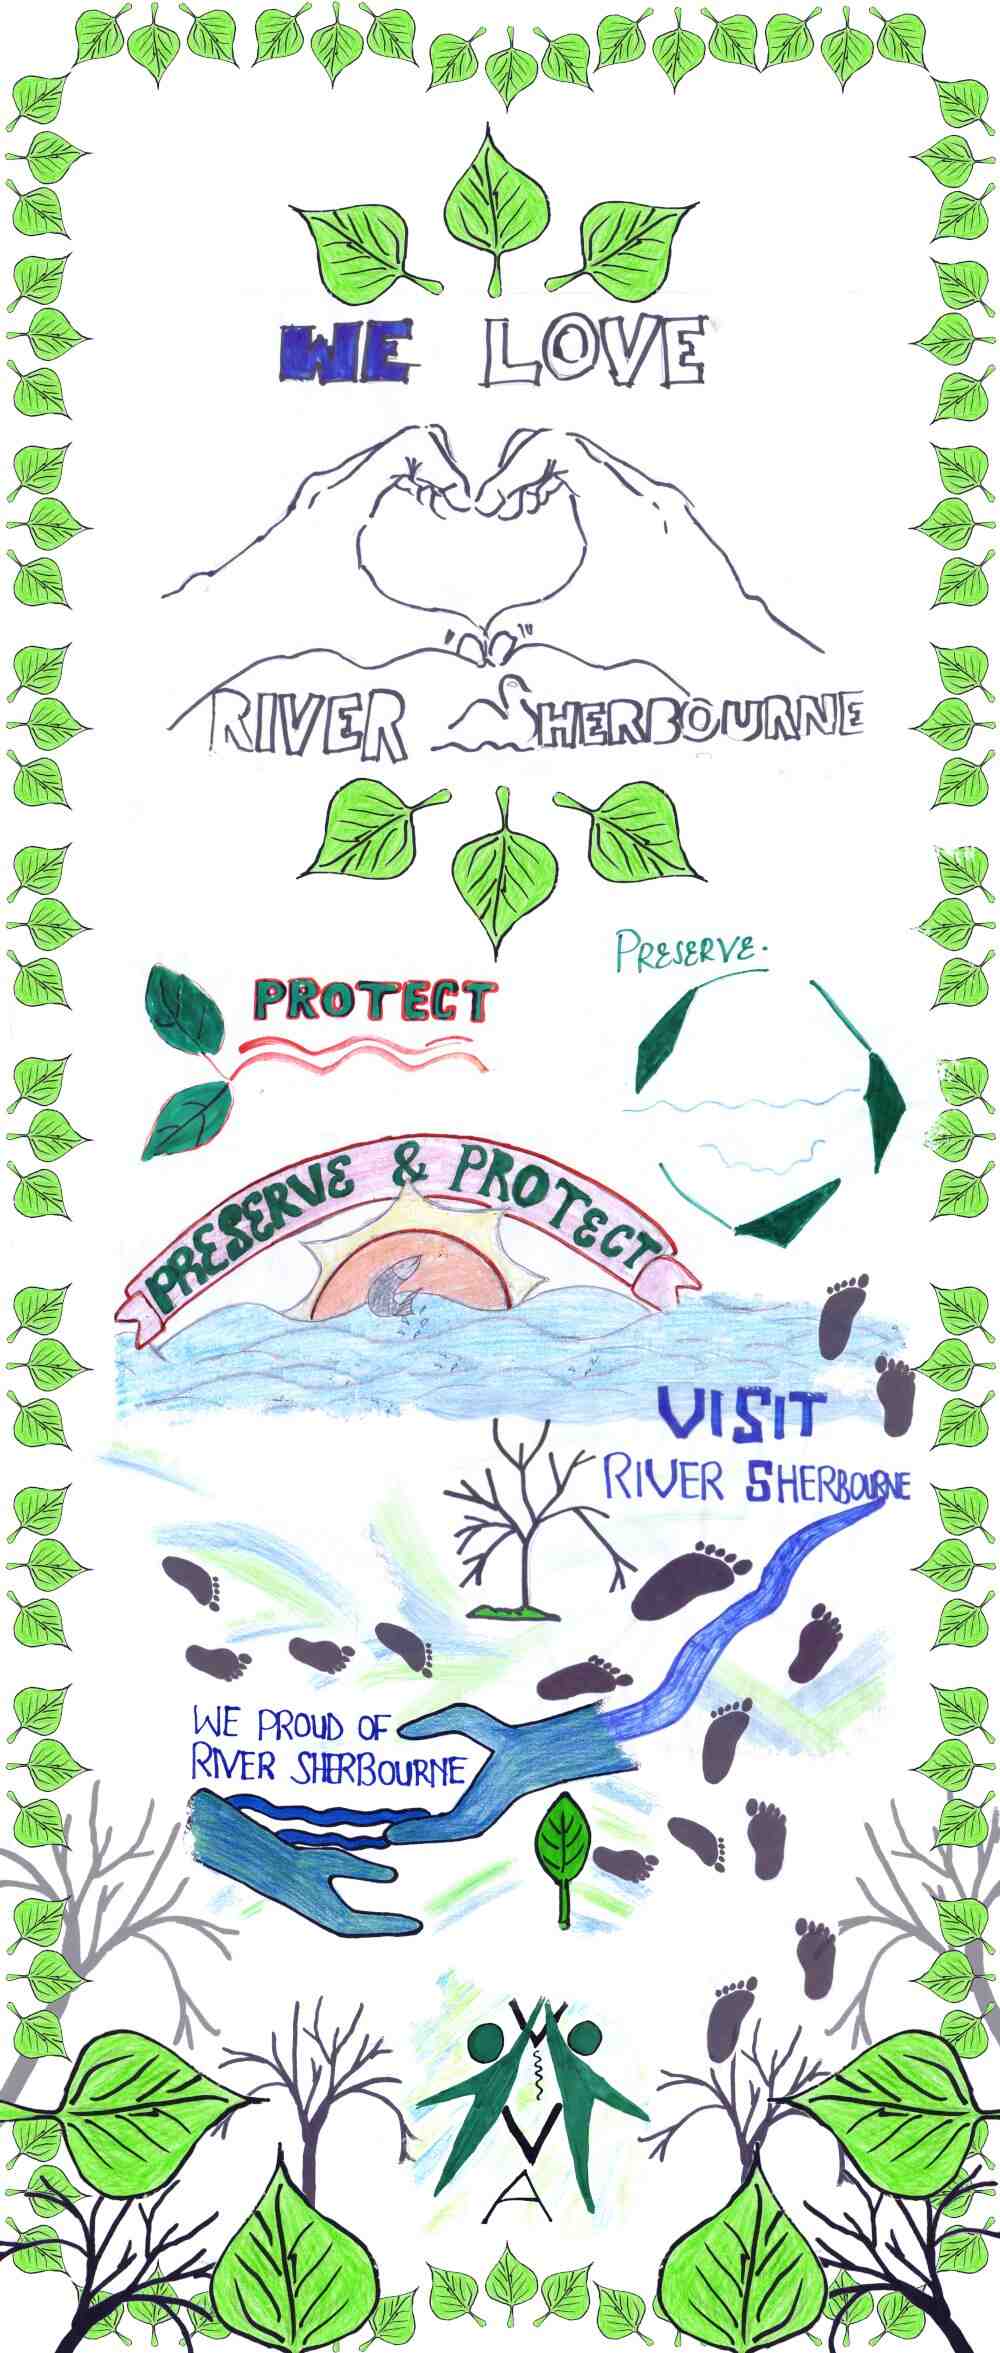 WE LOVE
RIVER SHERBOURNE
PRESERVE.
PROTECT
PRESERVE & PROTECT
VISIT
RIVER SHERBOURNE
WE PROUD OF
RIVER SHERBOURNE
V
V
A